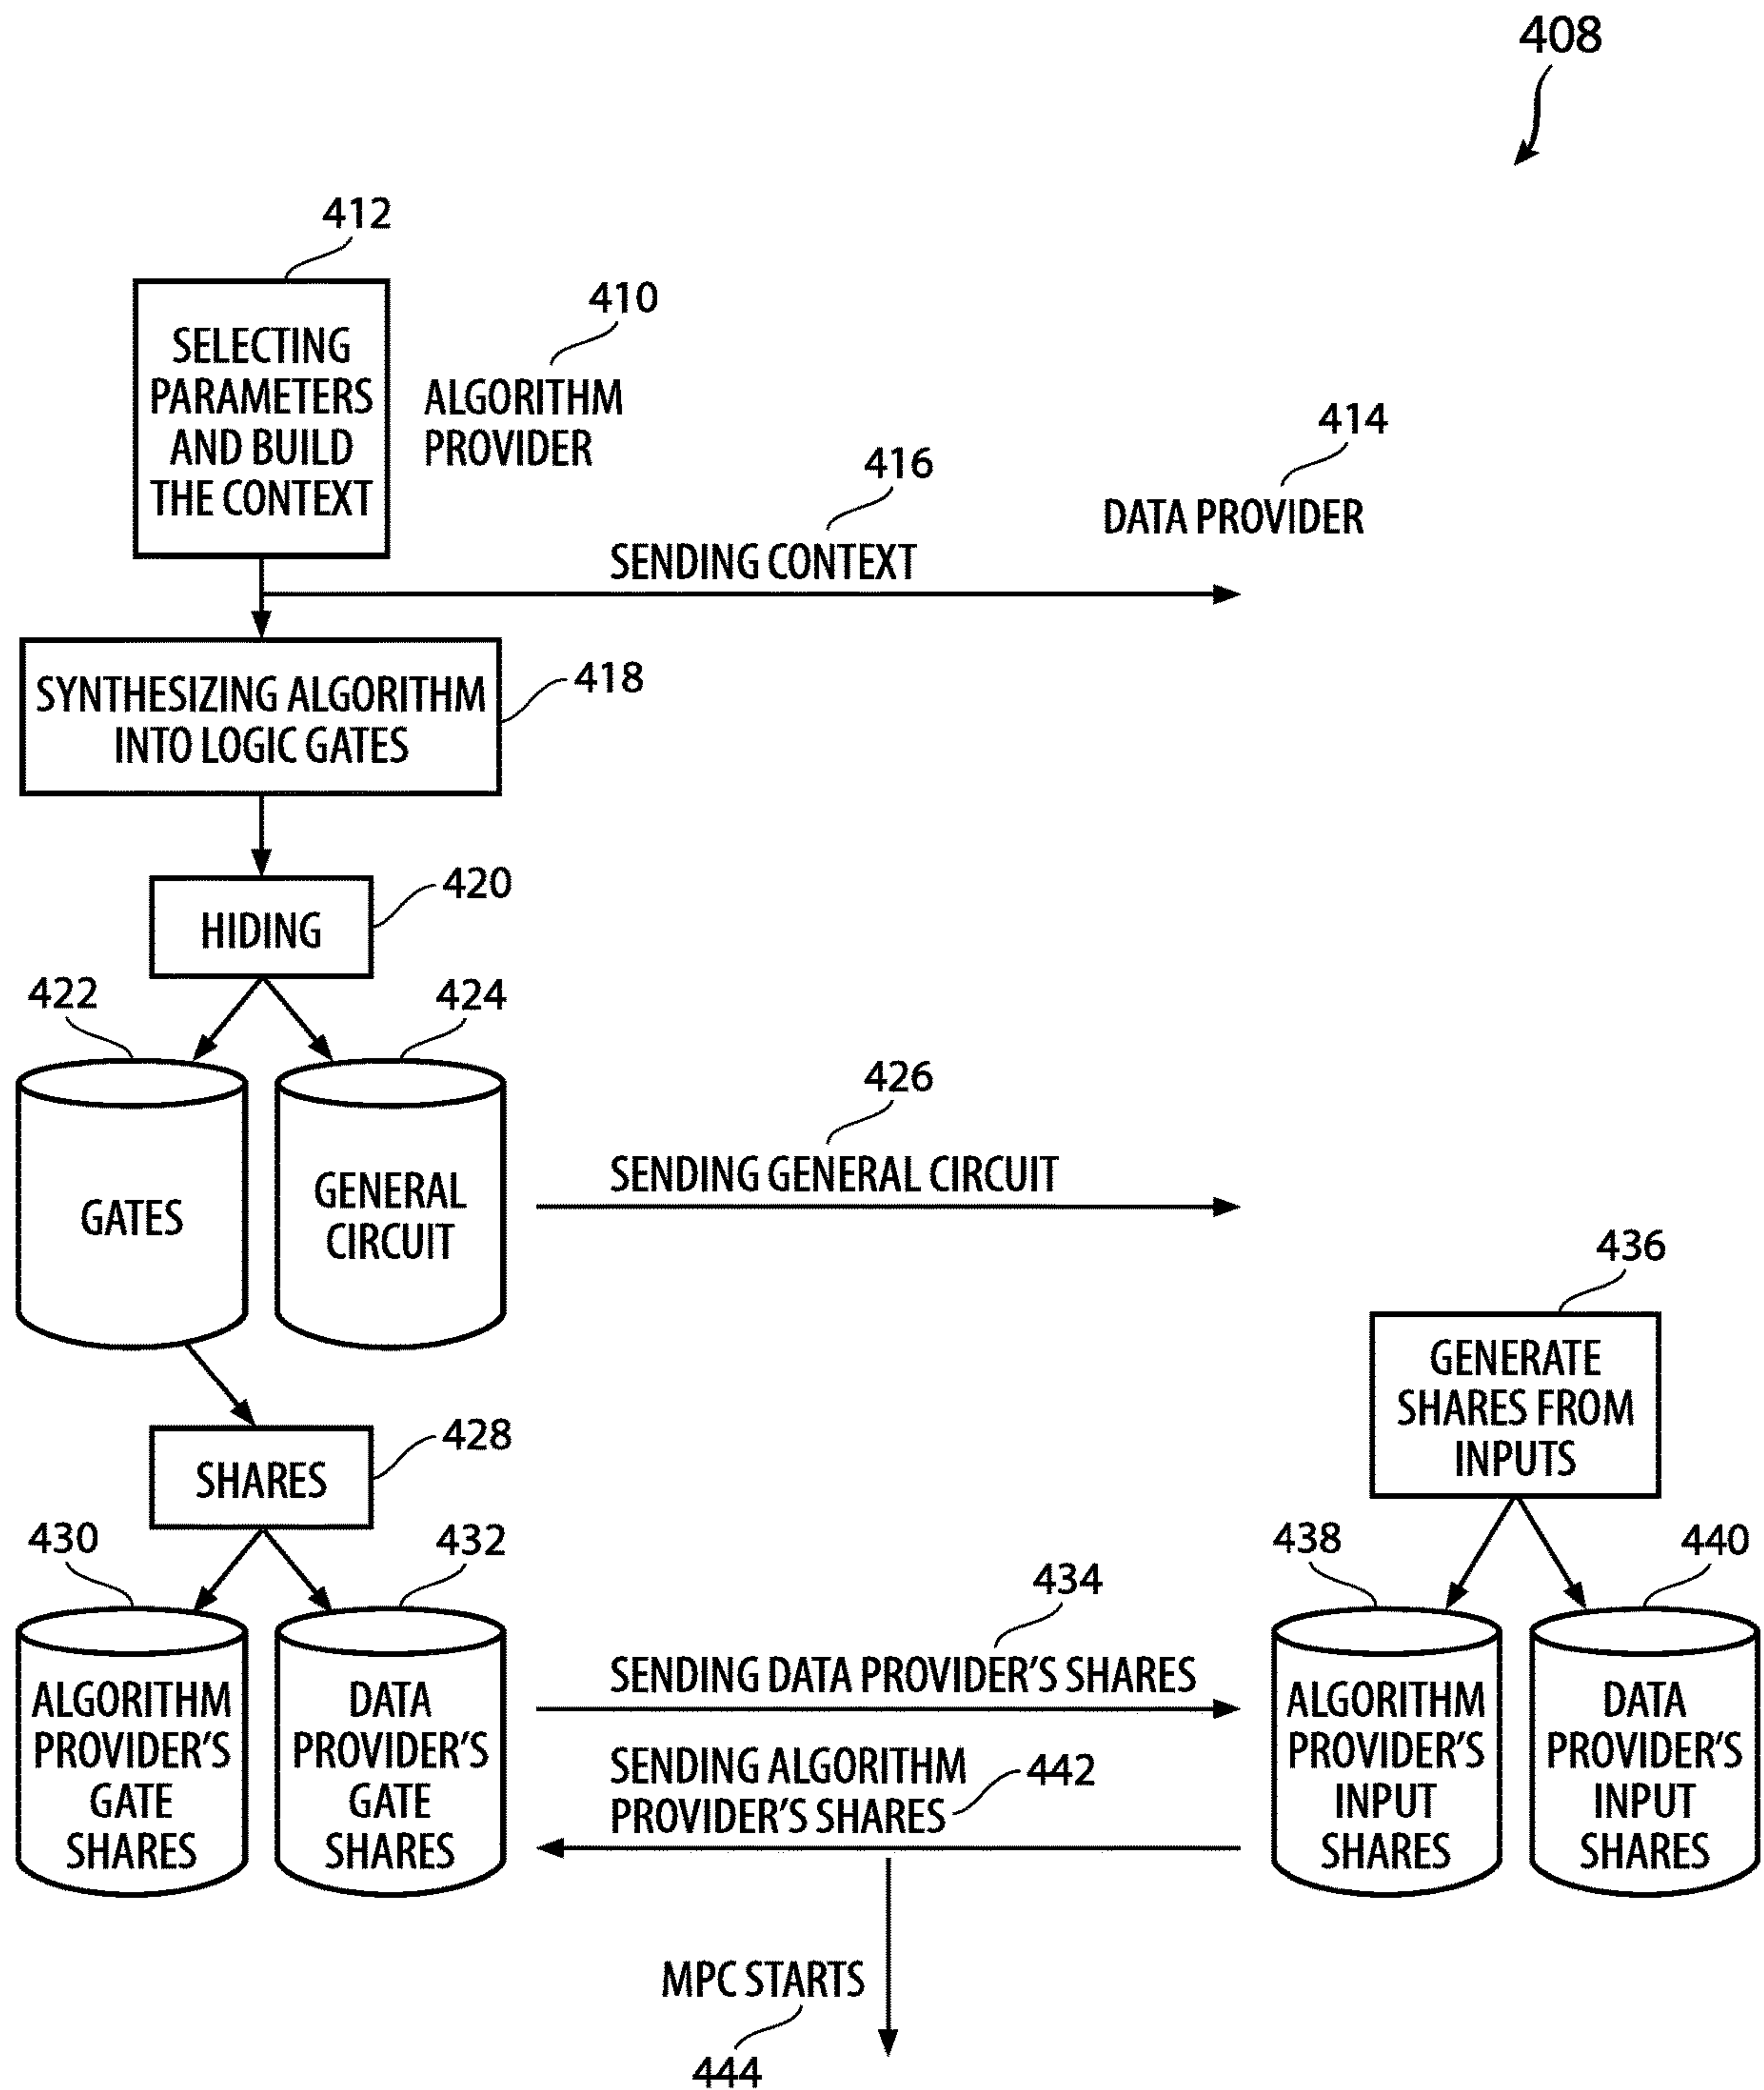 408
412
SELECTING
PARAMETERS
AND BUILD
THE CONTEXT
410
ALGORITHM
PROVIDER
414
DATA PROVIDER
416
SENDING CONTEXT
SYNTHESIZING ALGORITHM
INTO LOGIC GATES
418
420
HIDING
422
424
GATES
GENERAL
CIRCUIT
426
SENDING GENERAL CIRCUIT
436
GENERATE
SHARES FROM
INPUTS
428
SHARES
430
432
434
438
440
ALGORITHM
PROVIDER'S
GATE
SHARES
DATA
PROVIDER'S
GATE
SHARES
SENDING DATA PROVIDER'S SHARES
SENDING ALGORITHM
PROVIDER'S SHARES
442
ALGORITHM
PROVIDER'S
INPUT
SHARES
DATA
PROVIDER'S
INPUT
SHARES
MPC STARTS
444